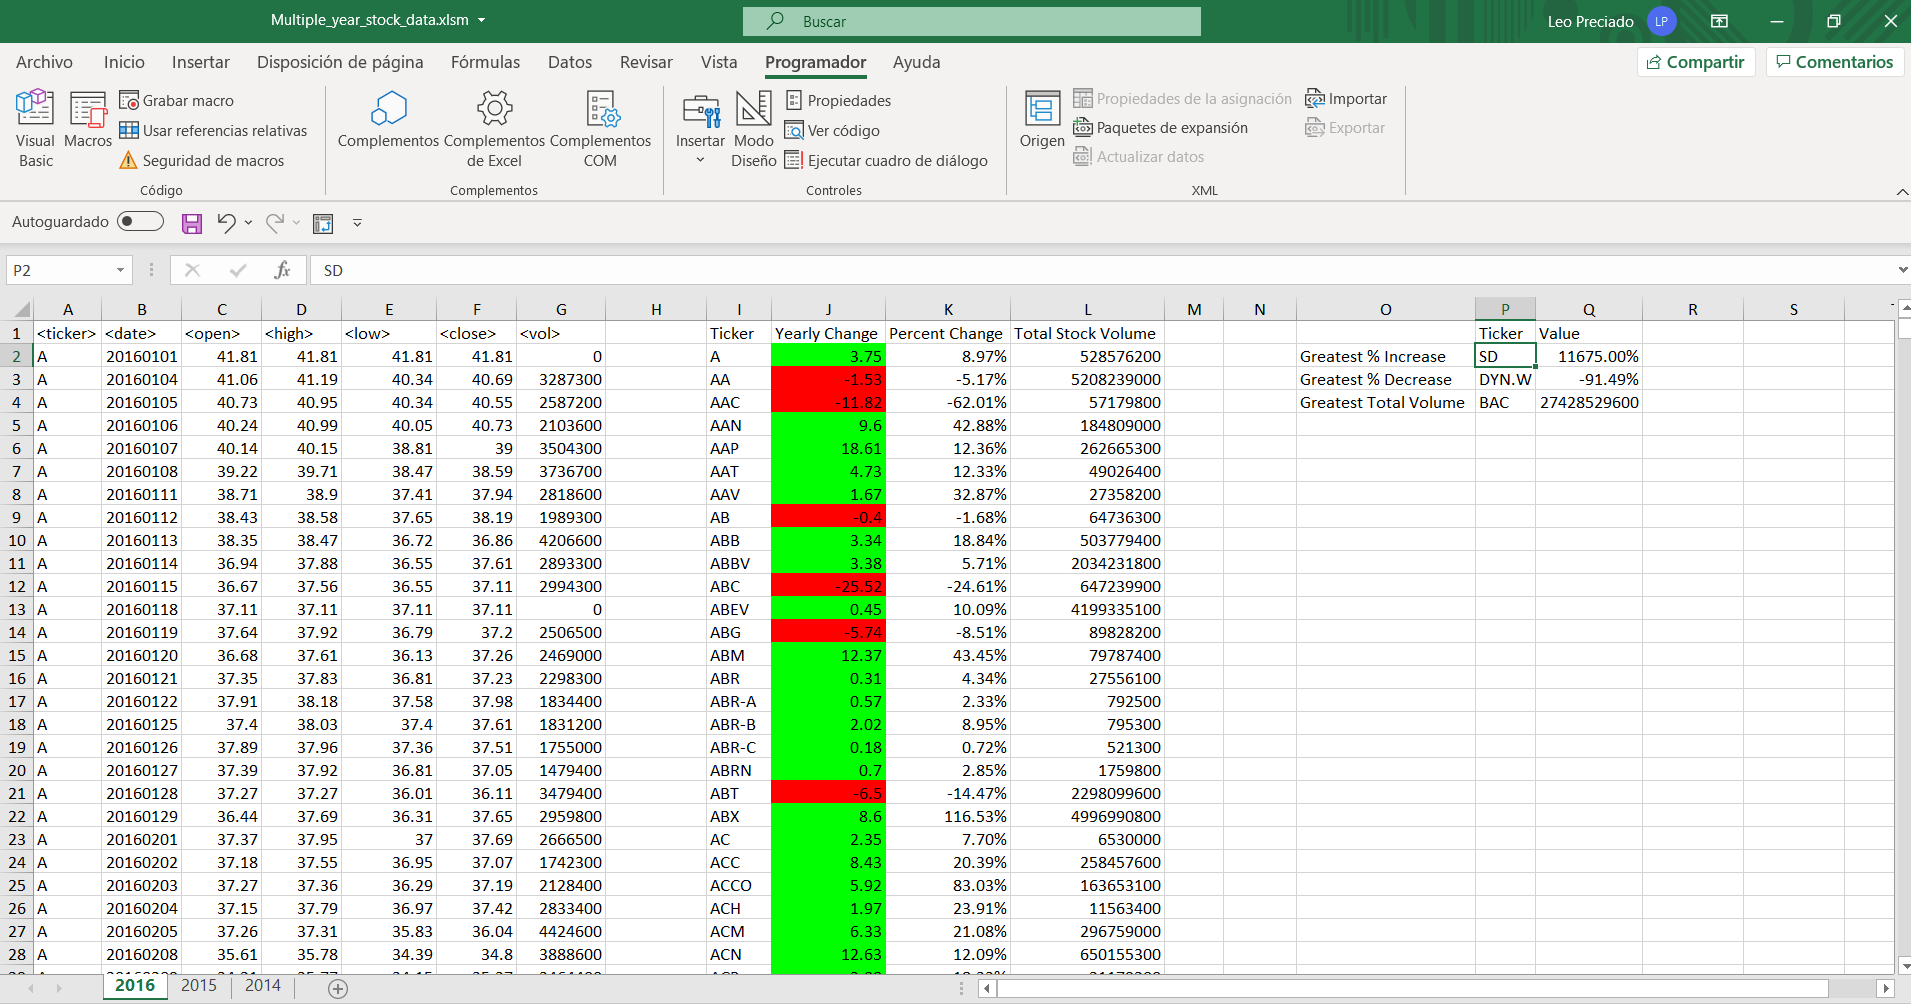 Multiple_year_stock_data.xlsm
Buscar
Leo Preciado LP
Archivo Inicio Insertar Disposición de página Fórmulas Datos Revisar Vista Programador Ayuda Compartir Comentarios
Visual Basic
Macros
Grabar macro
Usar referencias relativas
Seguridad de macros
Código
Complementos
Complementos de Excel
Complementos COM
Complementos
Insertar
Modo Diseño
Propiedades
Ver código
Ejecutar cuadro de diálogo
Controles
Origen
Propiedades de la asignación
Paquetes de expansión
Actualizar datos
Importar
Exportar
XML
Autoguardado
P2 fx SD
A B C D E F G H I J K L M N O P Q R S
1 <ticker> <date> <open> <high> <low> <close> <vol> Ticker Yearly Change Percent Change Total Stock Volume Ticker Value
2 A 20160101 41.81 41.81 41.81 41.81 0 A 3.75 8.97% 528576200 Greatest % Increase SD 11675.00%
3 A 20160104 41.06 41.19 40.34 40.69 3287300 AA -1.53 -5.17% 5208239000 Greatest % Decrease DYN.W -91.49%
4 A 20160105 40.73 40.95 40.34 40.55 2587200 AAC -11.82 -62.01% 57179800 Greatest Total Volume BAC 27428529600
5 A 20160106 40.24 40.99 40.05 40.73 2103600 AAN 9.6 42.88% 184809000
6 A 20160107 40.14 40.15 38.81 39 3504300 AAP 18.61 12.36% 262665300
7 A 20160108 39.22 39.71 38.47 38.59 3736700 AAT 4.73 12.33% 49026400
8 A 20160111 38.71 38.9 37.41 37.94 2818600 AAV 1.67 32.87% 27358200
9 A 20160112 38.43 38.58 37.65 38.19 1989300 AB -0.4 -1.68% 64736300
10 A 20160113 38.35 38.47 36.72 36.86 4206600 ABB 3.34 18.84% 503779400
11 A 20160114 36.94 37.88 36.55 37.61 2893300 ABBV 3.38 5.71% 2034231800
12 A 20160115 36.67 37.56 36.55 37.11 2994300 ABC -25.52 -24.61% 647239900
13 A 20160118 37.11 37.11 37.11 37.11 0 ABEV 0.45 10.09% 4199335100
14 A 20160119 37.64 37.92 36.79 37.2 2506500 ABG -5.74 -8.51% 89828200
15 A 20160120 36.68 37.61 36.13 37.26 2469000 ABM 12.37 43.45% 79787400
16 A 20160121 37.35 37.83 36.81 37.23 2298300 ABR 0.31 4.34% 27556100
17 A 20160122 37.91 38.18 37.58 37.98 1834400 ABR-A 0.57 2.33% 792500
18 A 20160125 37.4 38.03 37.4 37.61 1831200 ABR-B 2.02 8.95% 795300
19 A 20160126 37.89 37.96 37.36 37.51 1755000 ABR-C 0.18 0.72% 521300
20 A 20160127 37.39 37.92 36.81 37.05 1479400 ABRN 0.7 2.85% 1759800
21 A 20160128 37.27 37.27 36.01 36.11 3479400 ABT -6.5 -14.47% 2298099600
22 A 20160129 36.44 37.69 36.31 37.65 2959800 ABX 8.6 116.53% 4996990800
23 A 20160201 37.37 37.95 37 37.69 2666500 AC 2.35 7.70% 6530000
24 A 20160202 37.18 37.55 36.95 37.07 1742300 ACC 8.43 20.39% 258457600
25 A 20160203 37.27 37.36 36.29 37.19 2128400 ACCO 5.92 83.03% 163653100
26 A 20160204 37.15 37.79 36.97 37.42 2833400 ACH 1.97 23.91% 11563400
27 A 20160205 37.26 37.31 35.83 36.04 4424600 ACM 6.33 21.08% 296759000
28 A 20160208 35.61 35.78 34.39 34.8 3888600 ACN 12.63 12.09% 650155300
2016 2015 2014